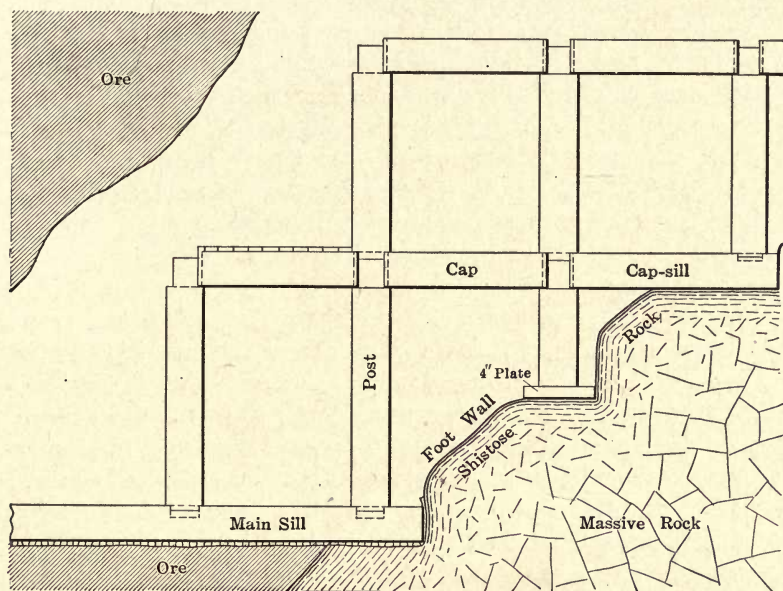 Ore
Cap
Cap-sill
Rock
Post
4" Plate
Foot Wall
Shistose
Main Sill
Massive Rock
Ore